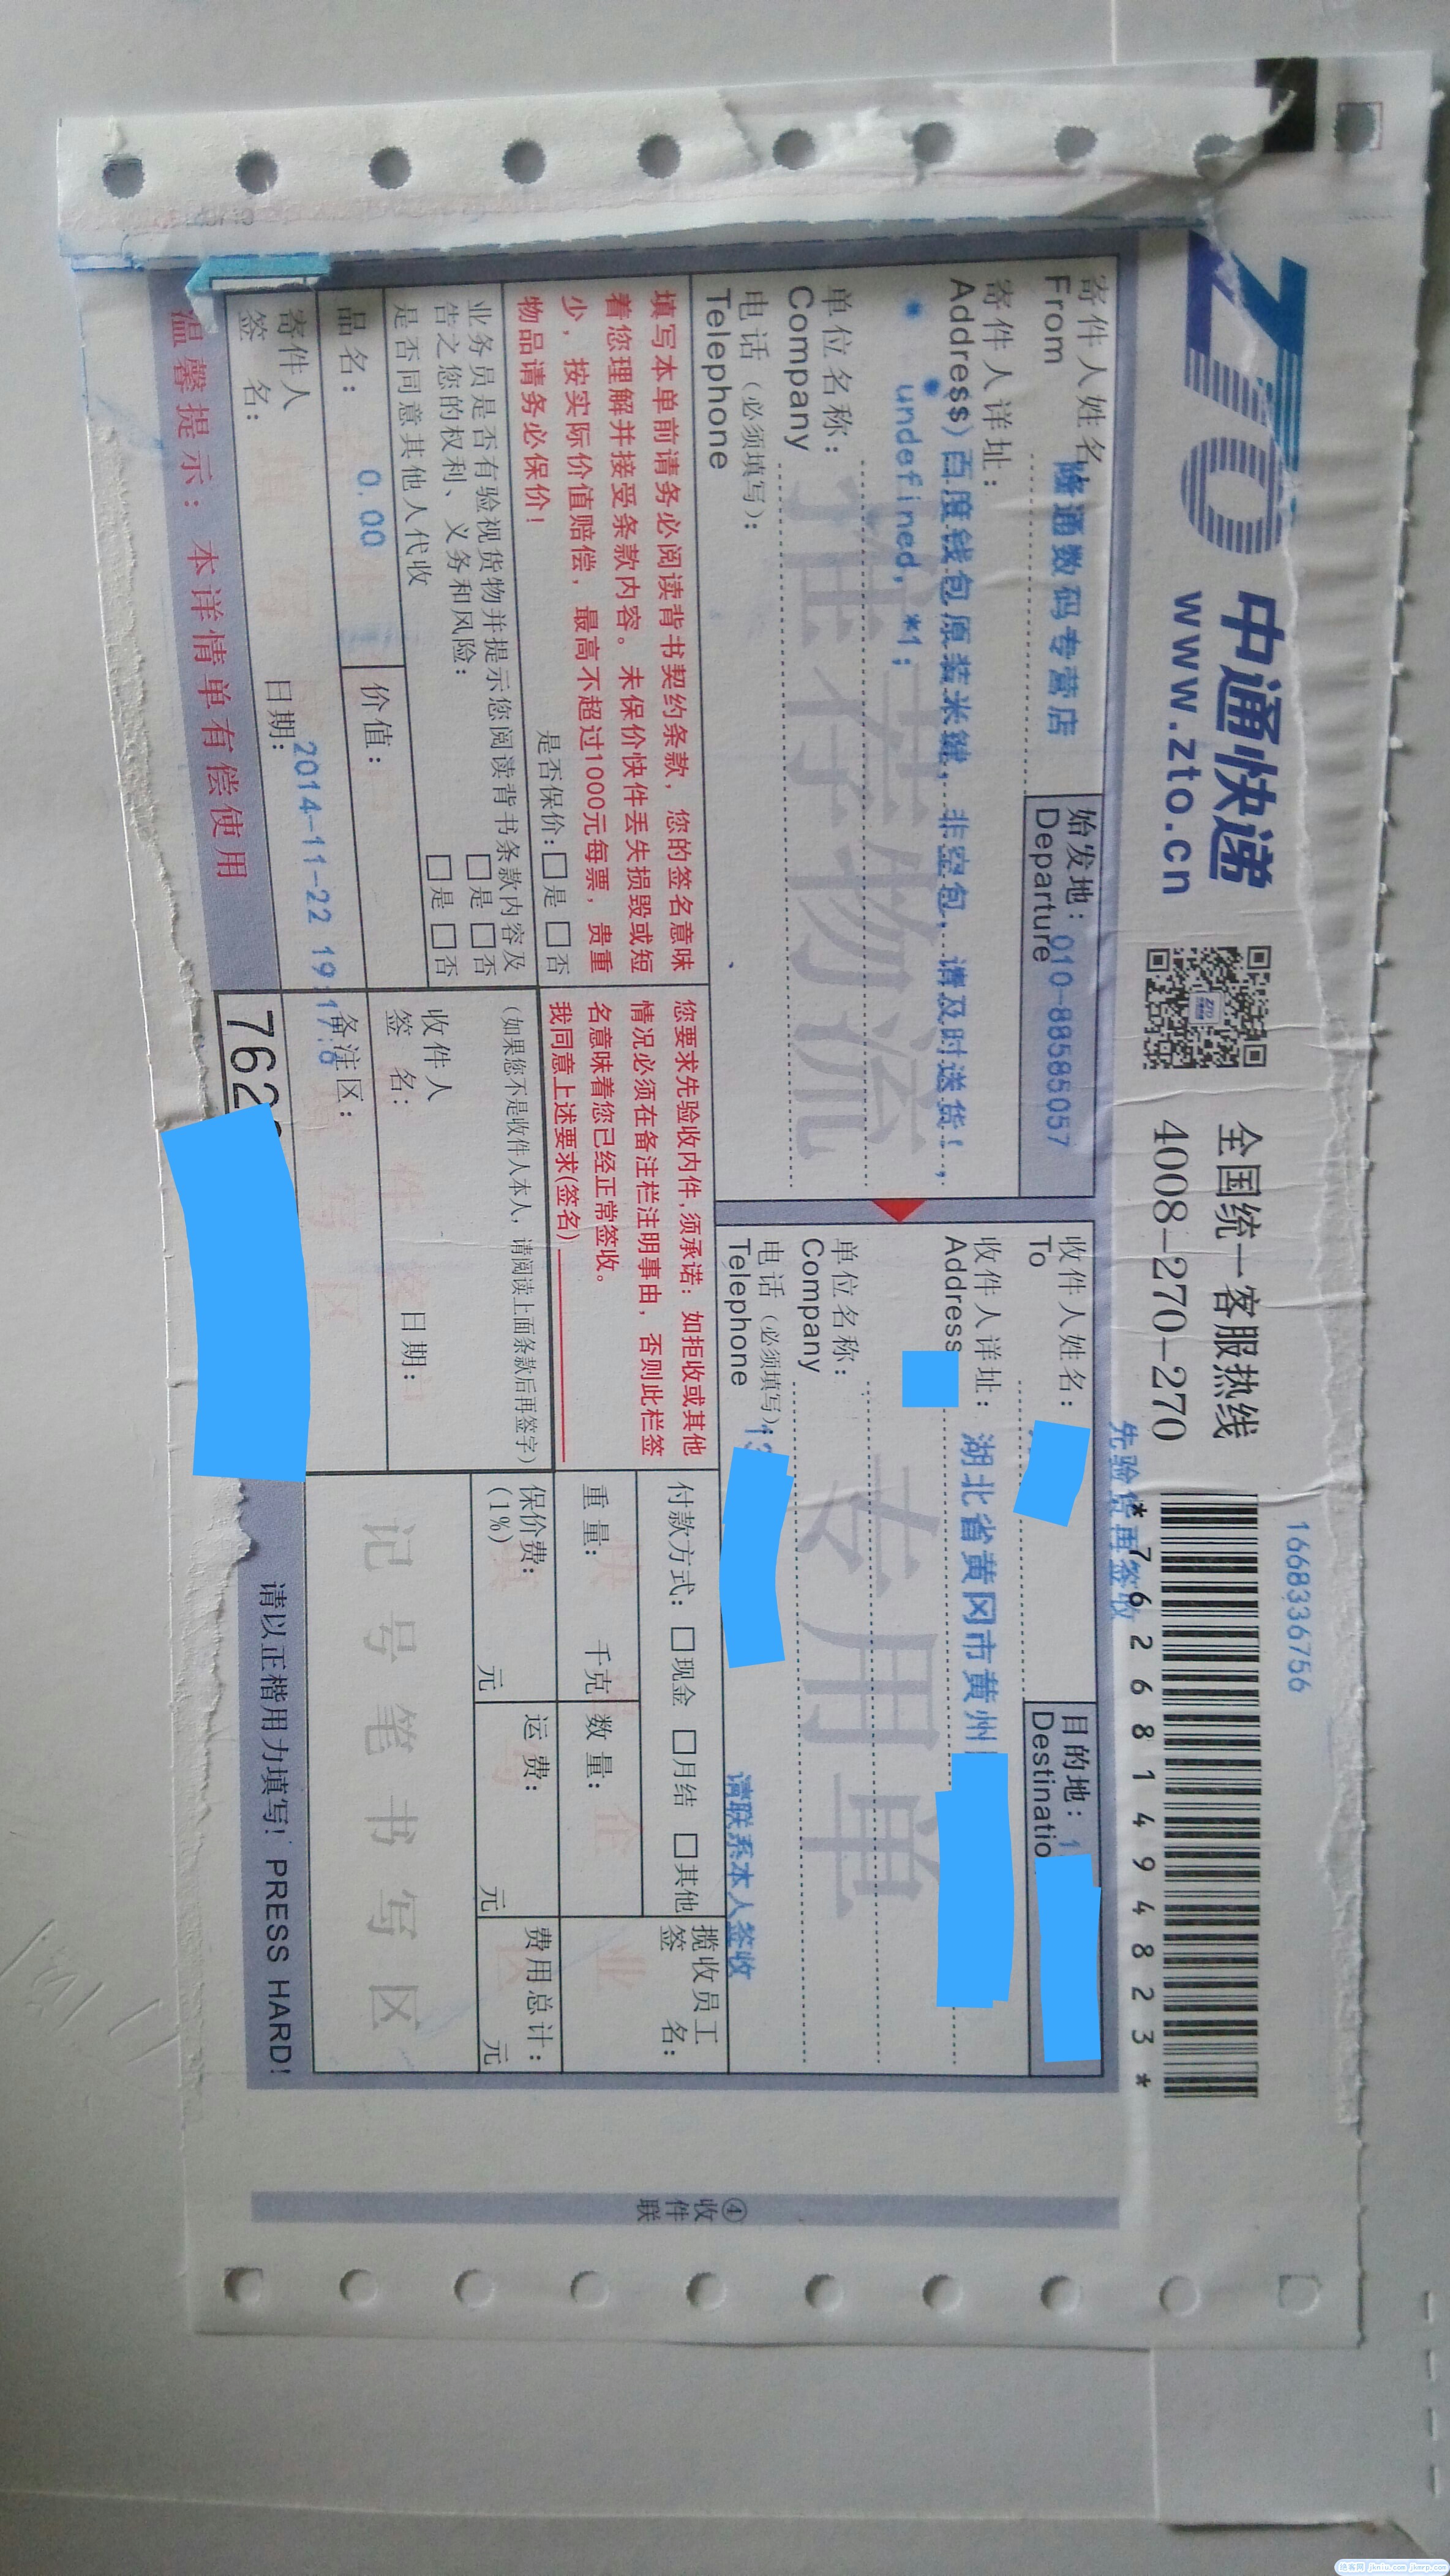 ZTO 中通快递
www.zto.cn
全国统一客服热线
4008-270-270
1668336756
*762681494823*
先验货再签收
寄件人姓名
From
隆通数码专营店
始发地：
Departure
010-88585057
寄件人详址：
Address) 百度钱包原装米键，非空包，请及时送货！，
undefined, *1;
单位名称：
Company
电话（必须填写）：
Telephone
收件人姓名：
To
目的地：1
Destinatio
收件人详址：湖北省黄冈市黄州
Address
单位名称：
Company
电话（必须填写）：
Telephone
请联系本人签收
推荐物流 专用单
填写本单前请务必阅读背书契约条款，您的签名意味
着您理解并接受条款内容。未保价快件丢失损毁或短
少，按实际价值赔偿，最高不超过1000元每票，贵重
物品请务必保价！
是否保价：□是 □否
业务员是否有验视货物并提示您阅读背书条款内容及
告之您的权利、义务和风险： □是 □否
是否同意其他人代收 □是 □否
品名：
0.00
价值：
寄件人
签 名：
日期：
2014-11-22 19:17:8
您要求先验收内件，须承诺：如拒收或其他
情况必须在备注栏注明事由，否则此栏签
名意味着您已经正常签收。
我同意上述要求(签名)
(如果您不是收件人本人，请阅读上面条款后再签字)
收件人
签 名：
日期：
备注区：
付款方式：□现金 □月结 □其他
揽收员工
签 名：
重量： 千克
数量：
保价费：
(1%) 元
运费： 元
费用总计： 元
记号笔书写区
温馨提示：本详情单有偿使用
762
请以正楷用力填写！PRESS HARD!
④收件联